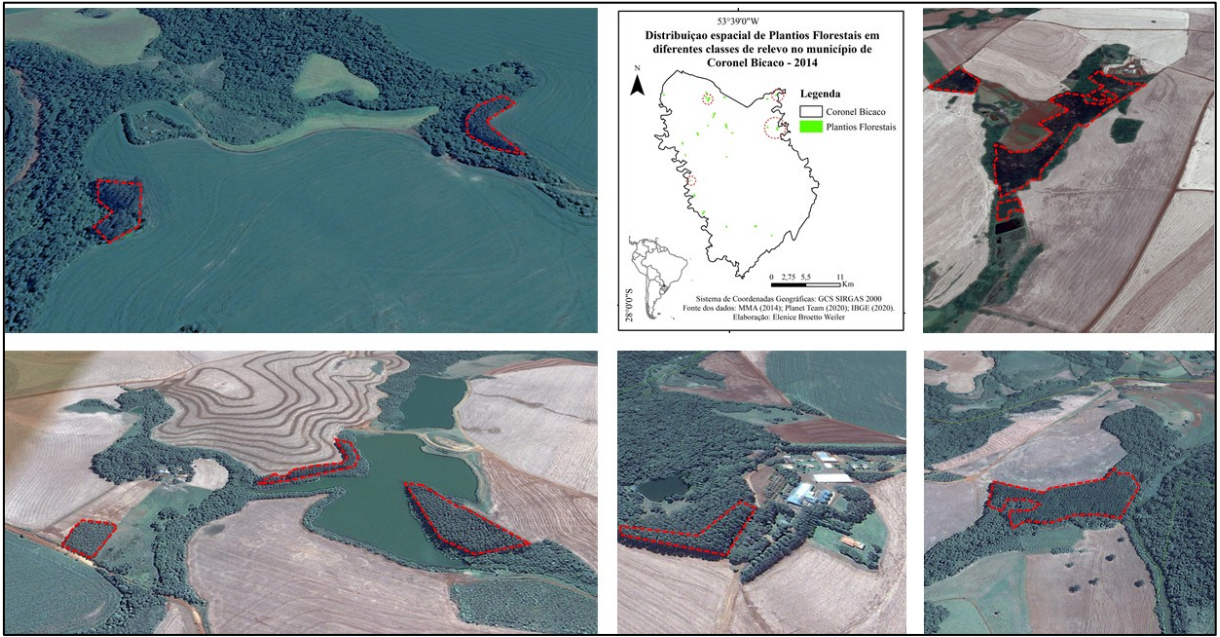 53°39'0"W
Distribuiçao espacial de Plantios Florestais em
diferentes classes de relevo no município de
Coronel Bicaco - 2014
N
Legenda
Coronel Bicaco
Plantios Florestais
0 2,75 5,5 11
Km
28°0'0"S
Sistema de Coordenadas Geográficas: GCS SIRGAS 2000
Fonte dos dados: MMA (2014); Planet Team (2020); IBGE (2020).
Elaboração: Elenice Broetto Weiler